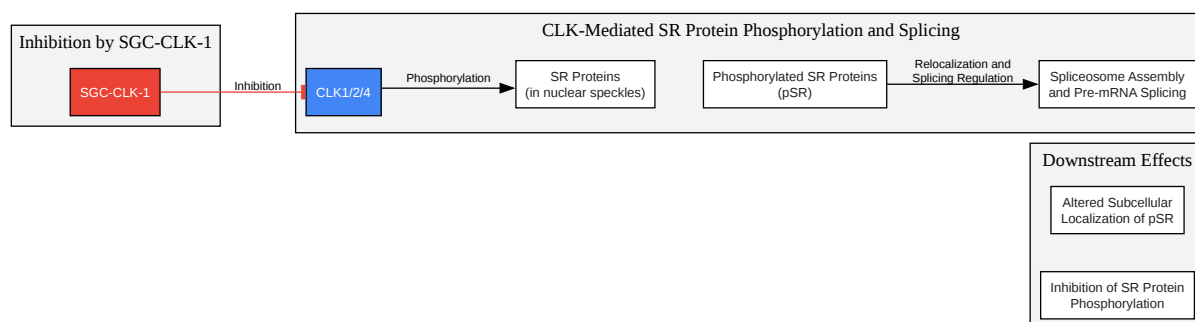 Inhibition by SGC-CLK-1
SGC-CLK-1
Inhibition
CLK-Mediated SR Protein Phosphorylation and Splicing
CLK1/2/4
Phosphorylation
SR Proteins
(in nuclear speckles)
Phosphorylated SR Proteins
(pSR)
Relocalization and
Splicing Regulation
Spliceosome Assembly
and Pre-mRNA Splicing
Downstream Effects
Altered Subcellular
Localization of pSR
Inhibition of SR Protein
Phosphorylation